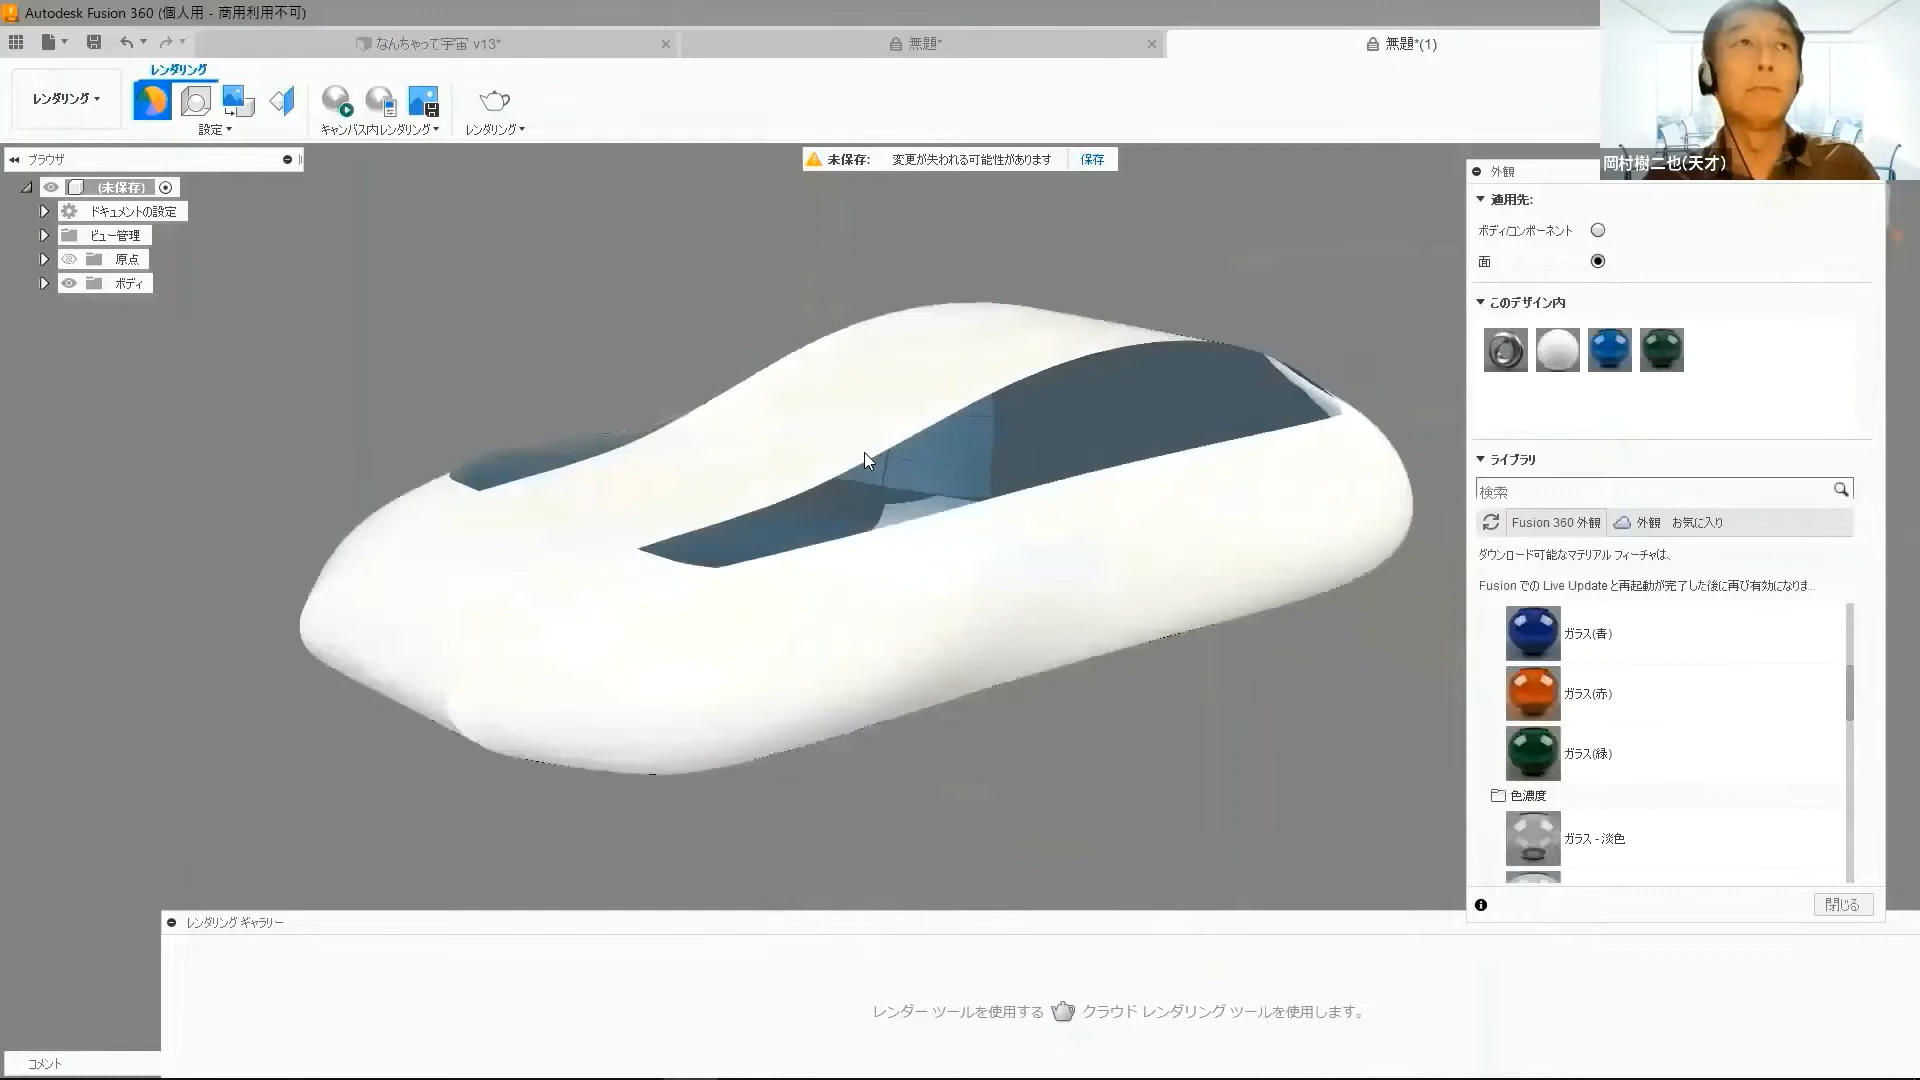 Autodesk Fusion 360 (個人用 - 商用利用不可)
なんちゃって宇宙 v13*
無題*
無題*(1)
レンダリング
レンダリング
設定
キャンバス内レンダリング
レンダリング
岡村樹二也(天才)
ブラウザ
未保存: 変更が失われる可能性があります 保存
(未保存)
ドキュメントの設定
ビュー管理
原点
ボディ
外観
適用先:
ボディ/コンポーネント
面
このデザイン内
ライブラリ
検索
Fusion 360 外観
外観
お気に入り
ダウンロード可能なマテリアル フィーチャは、
Fusion での Live Update と再起動が完了した後に再び有効になりま...
ガラス(青)
ガラス(赤)
ガラス(緑)
色濃度
ガラス - 淡色
閉じる
レンダリング ギャラリー
レンダー ツールを使用する クラウド レンダリング ツールを使用します。
コメント